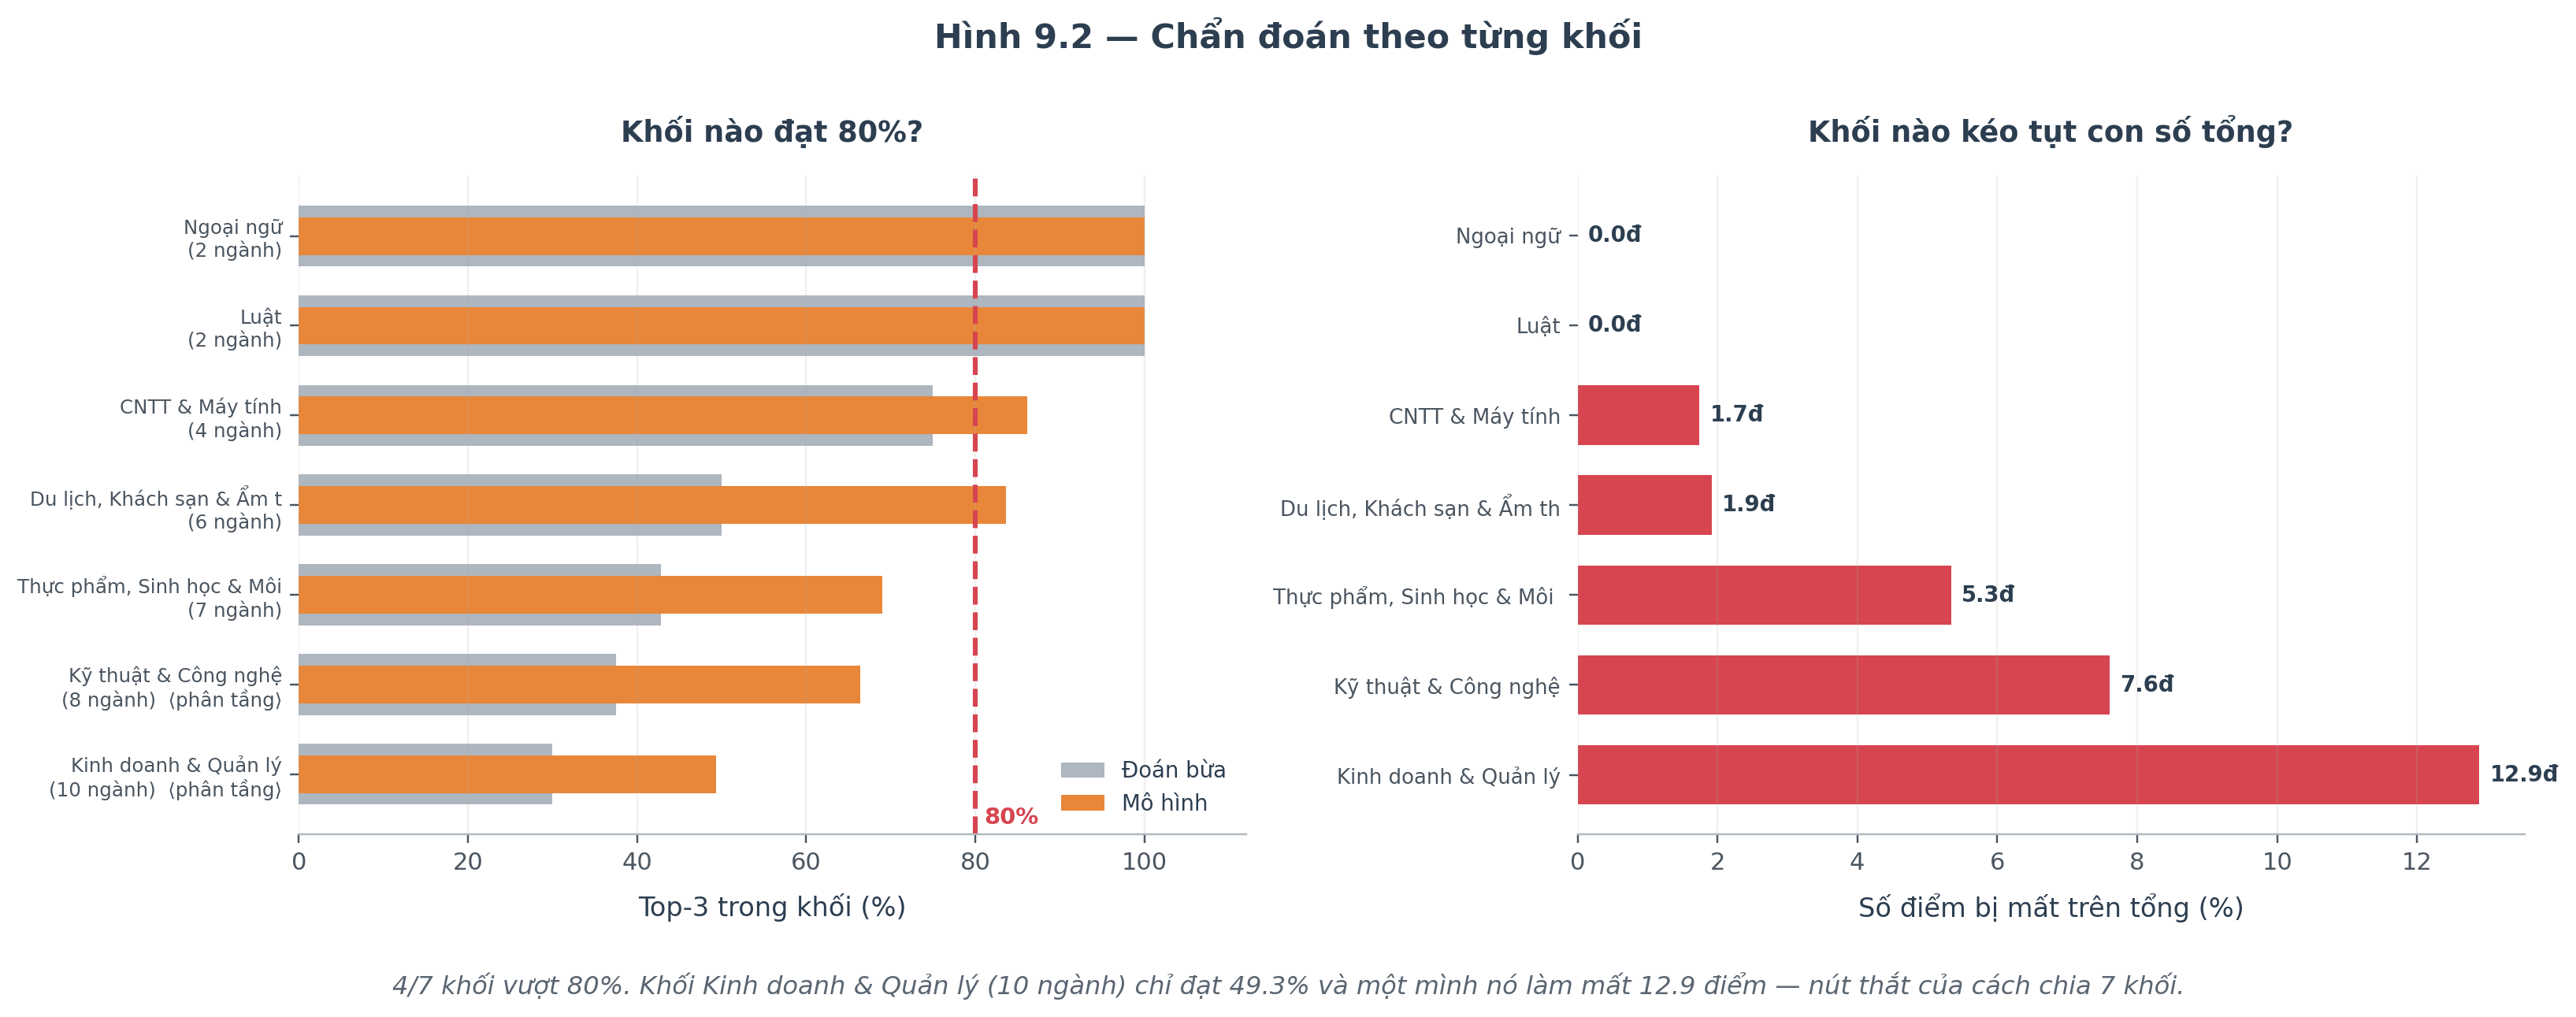 Hình 9.2 — Chẩn đoán theo từng khối
Khối nào đạt 80%?
Ngoại ngữ
(2 ngành)
Luật
(2 ngành)
CNTT & Máy tính
(4 ngành)
Du lịch, Khách sạn & Ẩm t
(6 ngành)
Thực phẩm, Sinh học & Môi
(7 ngành)
Kỹ thuật & Công nghệ
(8 ngành) ⟨phân tầng⟩
Kinh doanh & Quản lý
(10 ngành) ⟨phân tầng⟩
80%
Đoán bừa
Mô hình
0 20 40 60 80 100
Top-3 trong khối (%)
Khối nào kéo tụt con số tổng?
Ngoại ngữ 0.0đ
Luật 0.0đ
CNTT & Máy tính 1.7đ
Du lịch, Khách sạn & Ẩm th 1.9đ
Thực phẩm, Sinh học & Môi 5.3đ
Kỹ thuật & Công nghệ 7.6đ
Kinh doanh & Quản lý 12.9đ
0 2 4 6 8 10 12
Số điểm bị mất trên tổng (%)
4/7 khối vượt 80%. Khối Kinh doanh & Quản lý (10 ngành) chỉ đạt 49.3% và một mình nó làm mất 12.9 điểm — nút thắt của cách chia 7 khối.